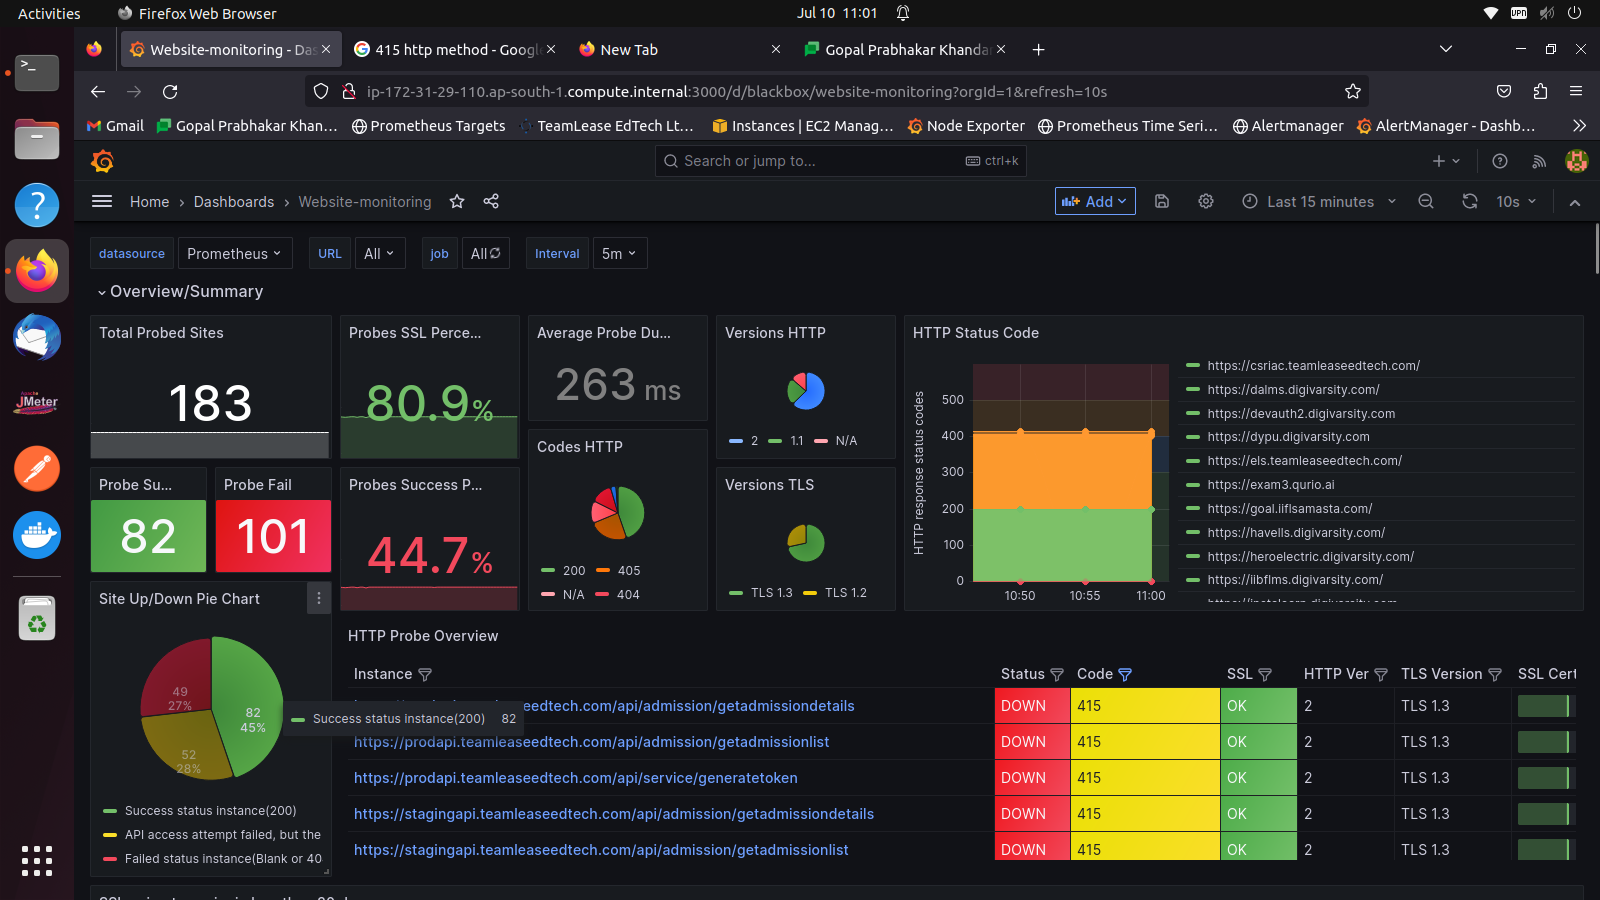 Activities
Firefox Web Browser
Jul 10 11:01
VPN
Website-monitoring - Das
415 http method - Google
New Tab
Gopal Prabhakar Khandar
ip-172-31-29-110.ap-south-1.compute.internal:3000/d/blackbox/website-monitoring?orgId=1&refresh=10s
Gmail
Gopal Prabhakar Khan...
Prometheus Targets
TeamLease EdTech Lt...
Instances | EC2 Manag...
Node Exporter
Prometheus Time Seri...
Alertmanager
AlertManager - Dashb...
Search or jump to...
ctrl+k
Home › Dashboards › Website-monitoring
Add
Last 15 minutes
10s
datasource
Prometheus
URL
All
job
All
Interval
5m
Overview/Summary
Total Probed Sites
183
Probes SSL Perce...
80.9%
Average Probe Du...
263 ms
Versions HTTP
2
1.1
N/A
HTTP Status Code
HTTP response status codes
500
400
300
200
100
0
10:50
10:55
11:00
https://csriac.teamleaseedtech.com/
https://dalms.digivarsity.com/
https://devauth2.digivarsity.com
https://dypu.digivarsity.com
https://els.teamleaseedtech.com/
https://exam3.qurio.ai
https://goal.iiflsamasta.com/
https://havells.digivarsity.com/
https://heroelectric.digivarsity.com/
https://iibflms.digivarsity.com/
Codes HTTP
200
405
N/A
404
Probe Su...
82
Probe Fail
101
Probes Success P...
44.7%
Versions TLS
TLS 1.3
TLS 1.2
Site Up/Down Pie Chart
49
27%
82
45%
52
28%
Success status instance(200) 82
Success status instance(200)
API access attempt failed, but the
Failed status instance(Blank or 40
HTTP Probe Overview
Instance
Status
Code
SSL
HTTP Ver
TLS Version
SSL Cert
seedtech.com/api/admission/getadmissiondetails
DOWN
415
OK
2
TLS 1.3
https://prodapi.teamleaseedtech.com/api/admission/getadmissionlist
DOWN
415
OK
2
TLS 1.3
https://prodapi.teamleaseedtech.com/api/service/generatetoken
DOWN
415
OK
2
TLS 1.3
https://stagingapi.teamleaseedtech.com/api/admission/getadmissiondetails
DOWN
415
OK
2
TLS 1.3
https://stagingapi.teamleaseedtech.com/api/admission/getadmissionlist
DOWN
415
OK
2
TLS 1.3
JMeter